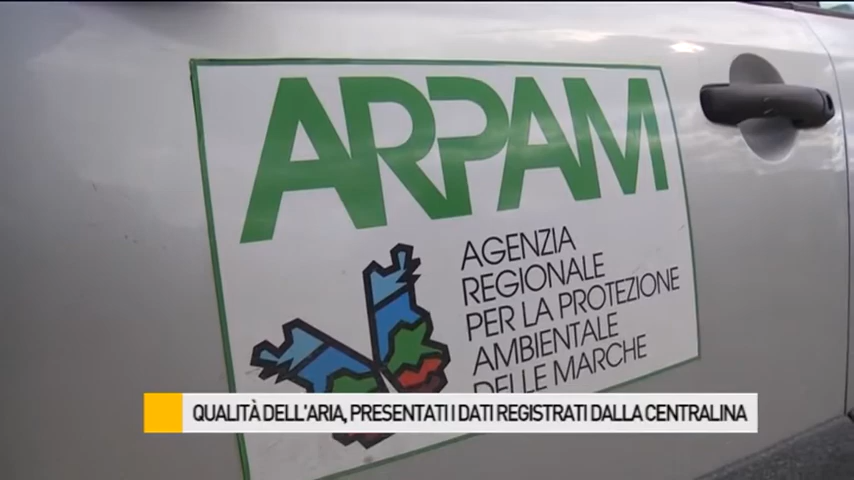 ARPAM
AGENZIA
REGIONALE
PER LA PROTEZIONE
AMBIENTALE
DELLE MARCHE
QUALITÀ DELL'ARIA, PRESENTATI I DATI REGISTRATI DALLA CENTRALINA